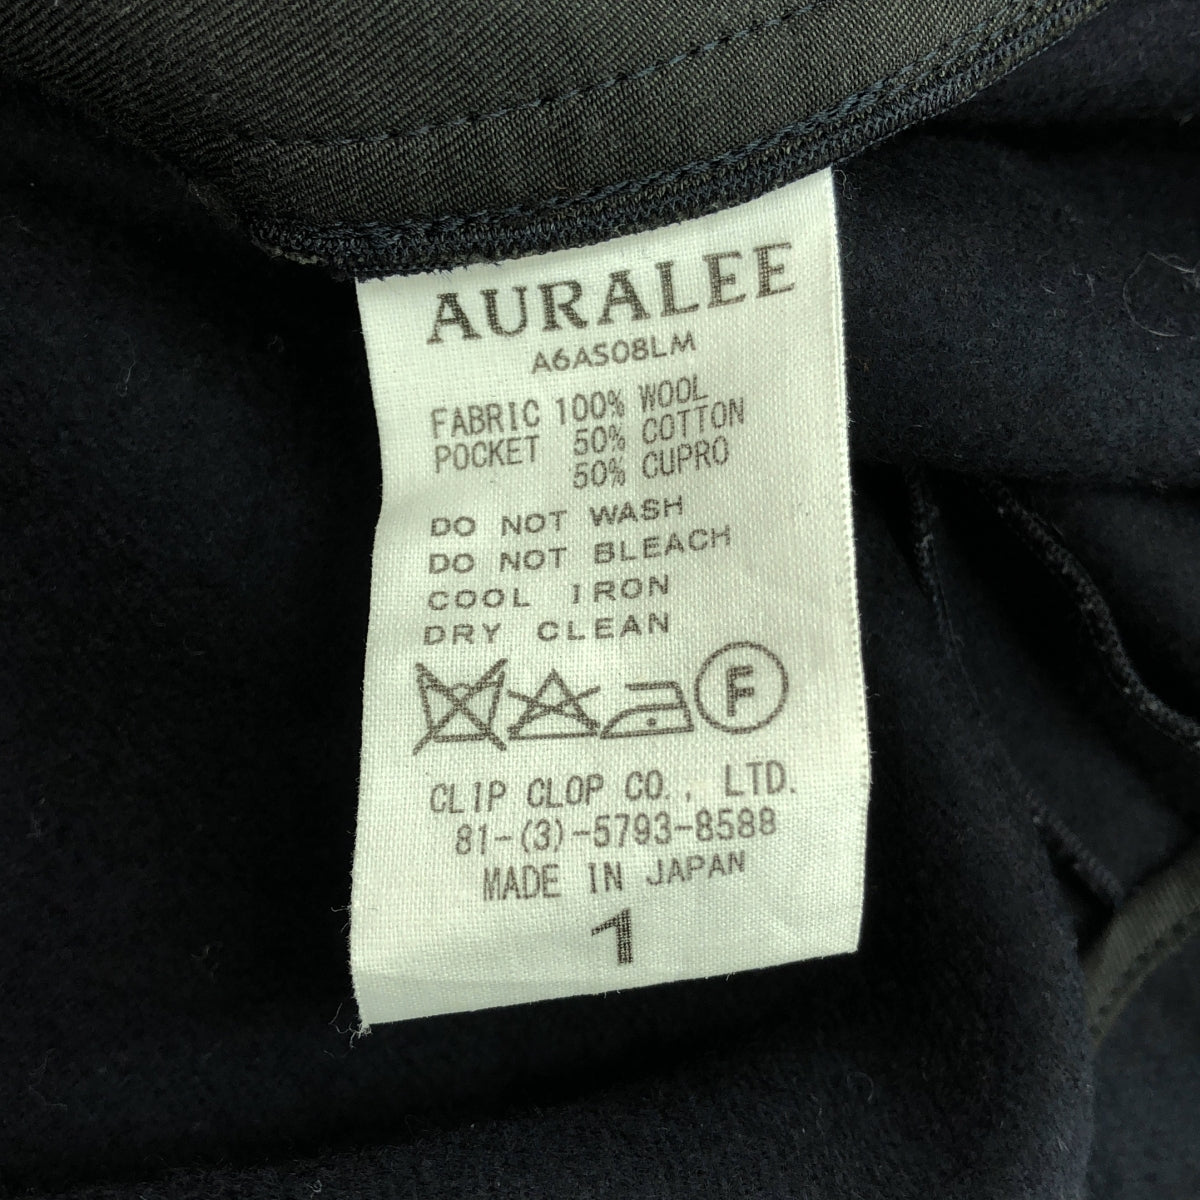 AURALEE
A6AS08LM
FABRIC 100% WOOL
POCKET 50% COTTON
50% CUPRO
DO NOT WASH
DO NOT BLEACH
COOL IRON
DRY CLEAN
F
CLIP CLOP CO., LTD.
81-(3)-5793-8588
MADE IN JAPAN
1